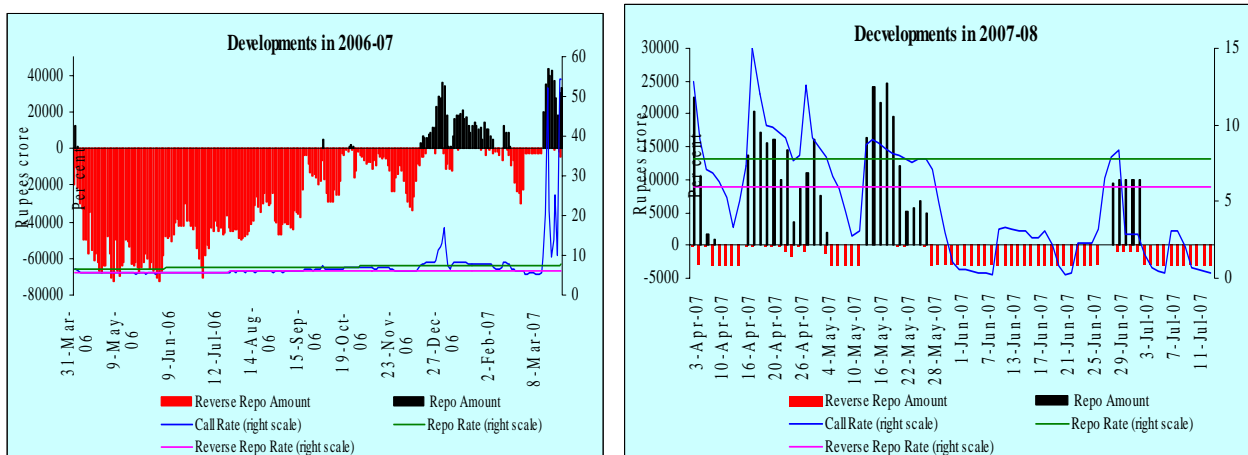 Developments in 2006-07
Rupees crore
40000
20000
0
-20000
-40000
-60000
-80000
Per cent
60
50
40
30
20
10
0
31-Mar-06
9-May-06
9-Jun-06
12-Jul-06
14-Aug-06
15-Sep-06
19-Oct-06
23-Nov-06
27-Dec-06
2-Feb-07
8-Mar-07
Reverse Repo Amount
Repo Amount
Call Rate (right scale)
Repo Rate (right scale)
Reverse Repo Rate (right scale)
Decvelopments in 2007-08
Rupees crore
30000
25000
20000
15000
10000
5000
0
-5000
Per cent
15
10
5
0
3-Apr-07
10-Apr-07
16-Apr-07
20-Apr-07
26-Apr-07
4-May-07
10-May-07
16-May-07
22-May-07
28-May-07
1-Jun-07
7-Jun-07
13-Jun-07
19-Jun-07
21-Jun-07
25-Jun-07
29-Jun-07
3-Jul-07
7-Jul-07
11-Jul-07
Reverse Repo Amount
Repo Amount
Call Rate (right scale)
Repo Rate (right scale)
Reverse Repo Rate (right scale)